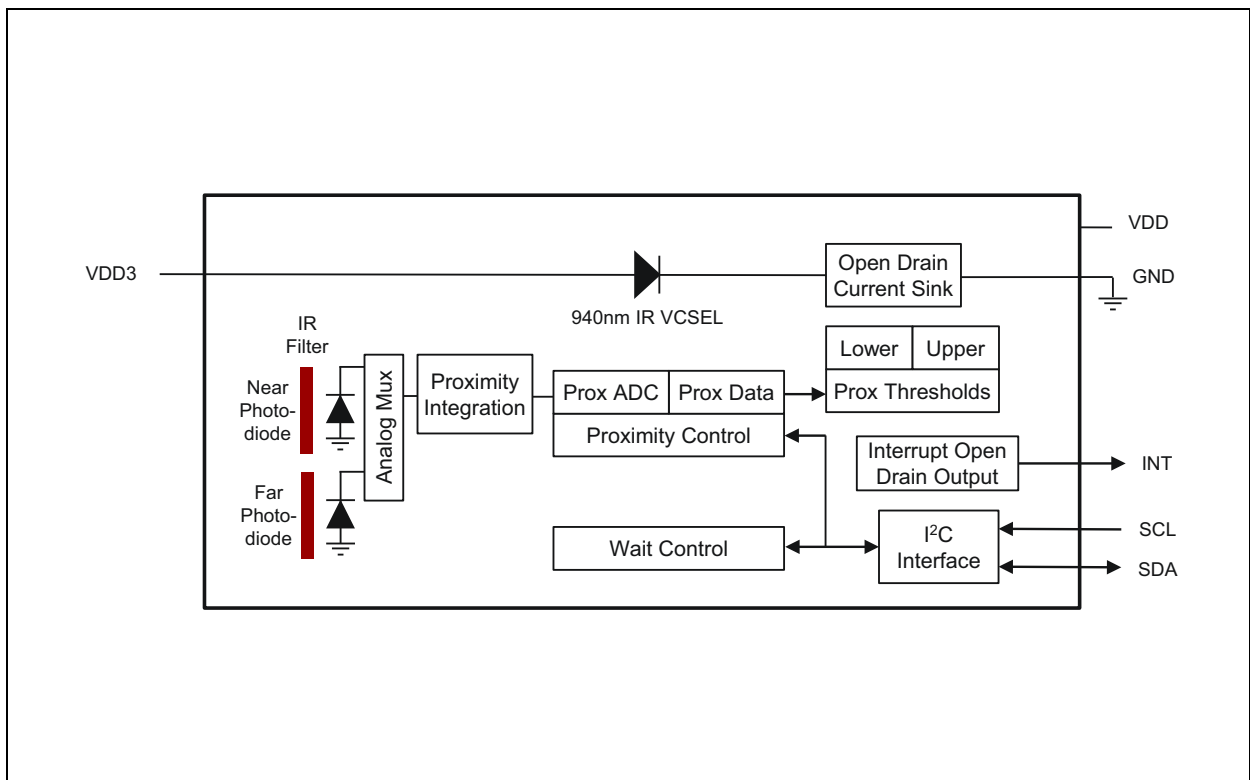 VDD
VDD3
Open Drain
Current Sink
GND
940nm IR VCSEL
IR
Filter
Near
Photo-
diode
Far
Photo-
diode
Analog Mux
Proximity
Integration
Prox ADC
Prox Data
Proximity Control
Lower
Upper
Prox Thresholds
Interrupt Open
Drain Output
INT
Wait Control
I²C
Interface
SCL
SDA